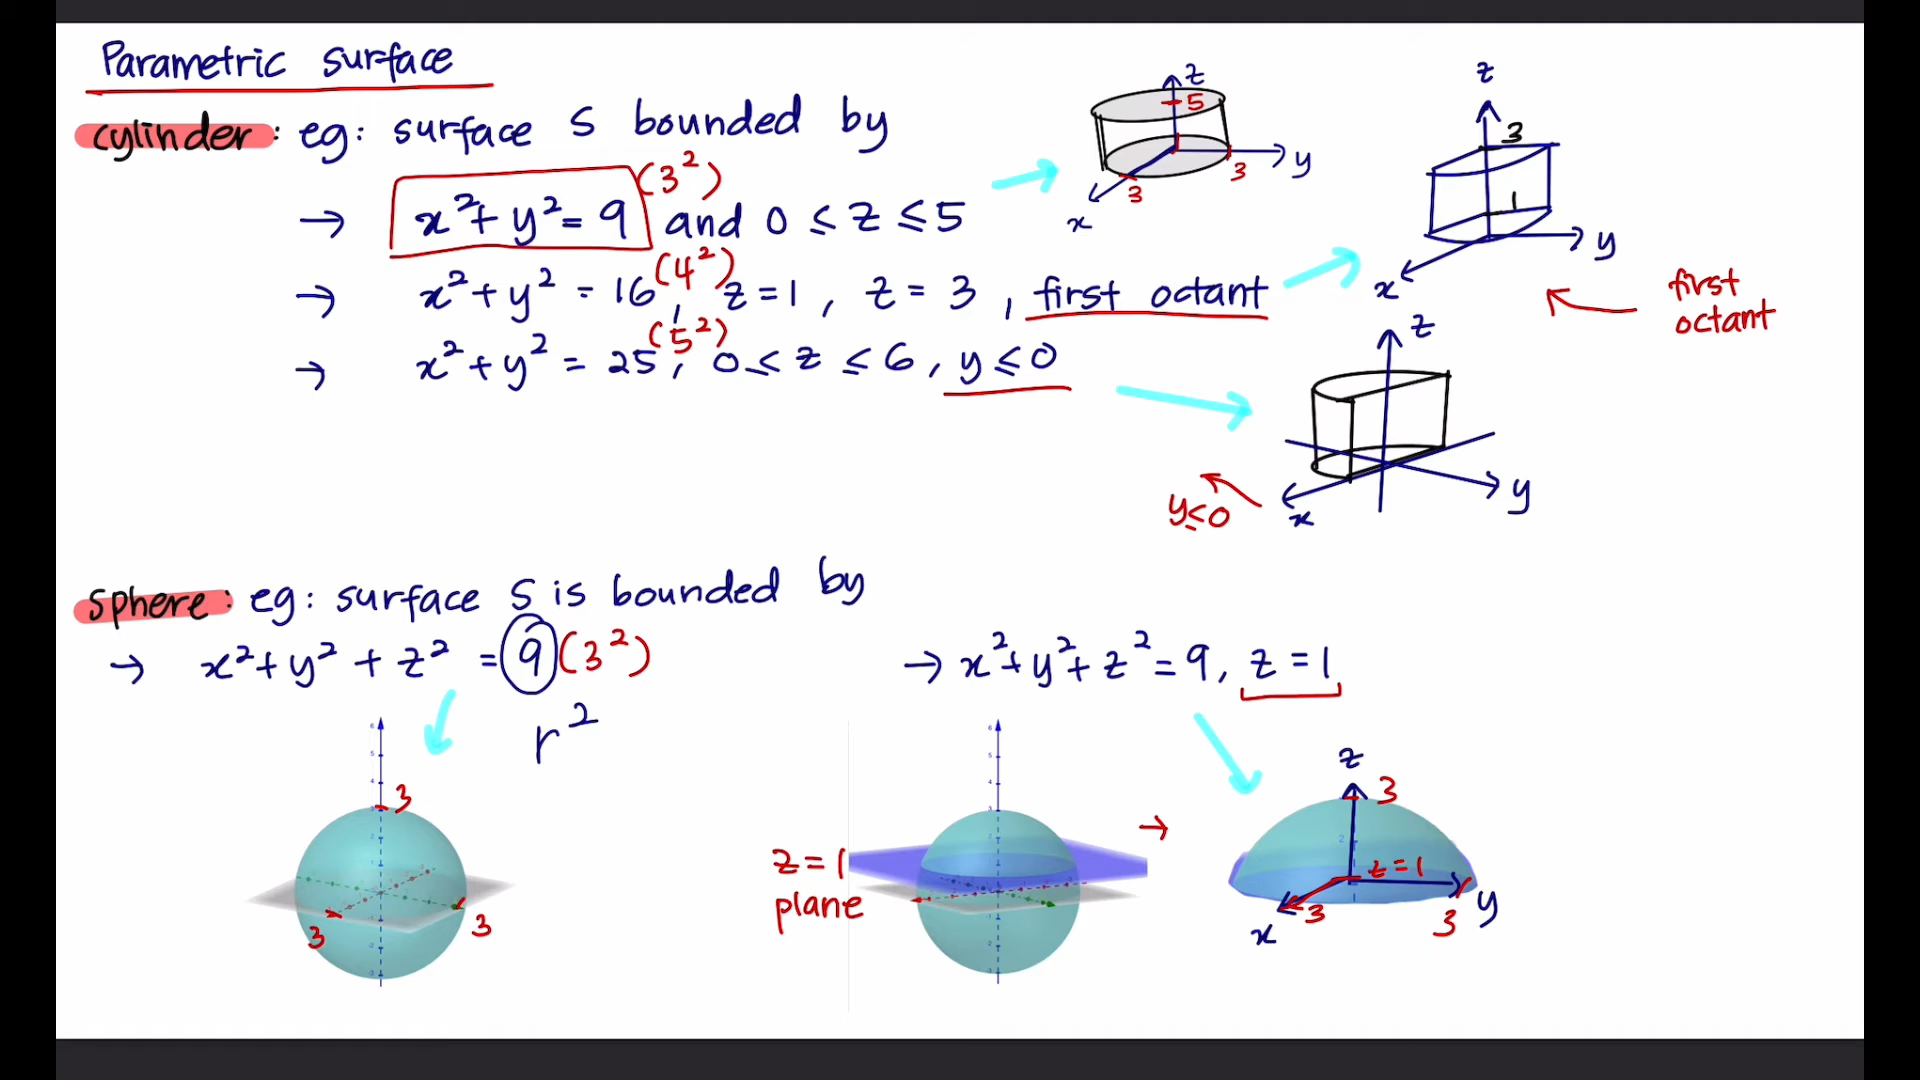 Parametric surface
cylinder: eg: surface S bounded by
→ x²+y²=9 (3²) and 0 ≤ z ≤ 5
→ x²+y² = 16 (4²), z=1, z=3, first octant
→ x²+y² = 25 (5²), 0 ≤ z ≤ 6, y ≤ 0
z
5
3
3
y
x
z
3
1
y
x
first
octant
z
y
x
y≤0
sphere: eg: surface S is bounded by
→ x²+y²+z² = 9 (3²)
r²
→ x²+y²+z²=9, z=1
3
3
3
z=1
plane
→
z
3
z=1
3
x
3
y